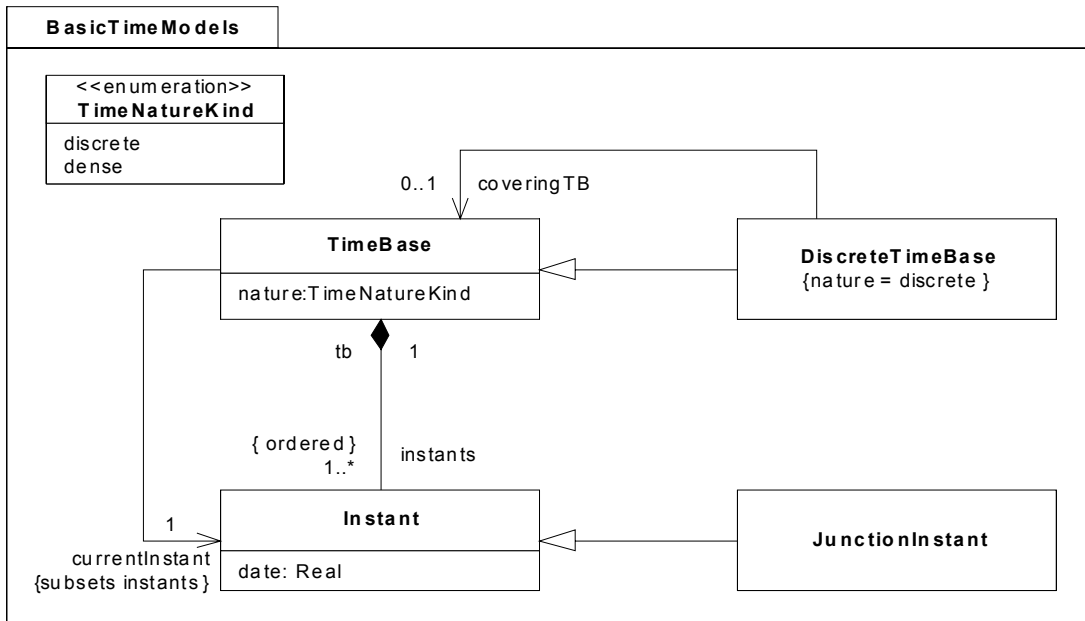 BasicTimeModels
<<enumeration>>
TimeNatureKind
discrete
dense
0..1 coveringTB
TimeBase
nature:TimeNatureKind
DiscreteTimeBase
{nature = discrete }
tb 1
{ ordered }
1..*
instants
1
currentInstant
{subsets instants }
Instant
date: Real
JunctionInstant